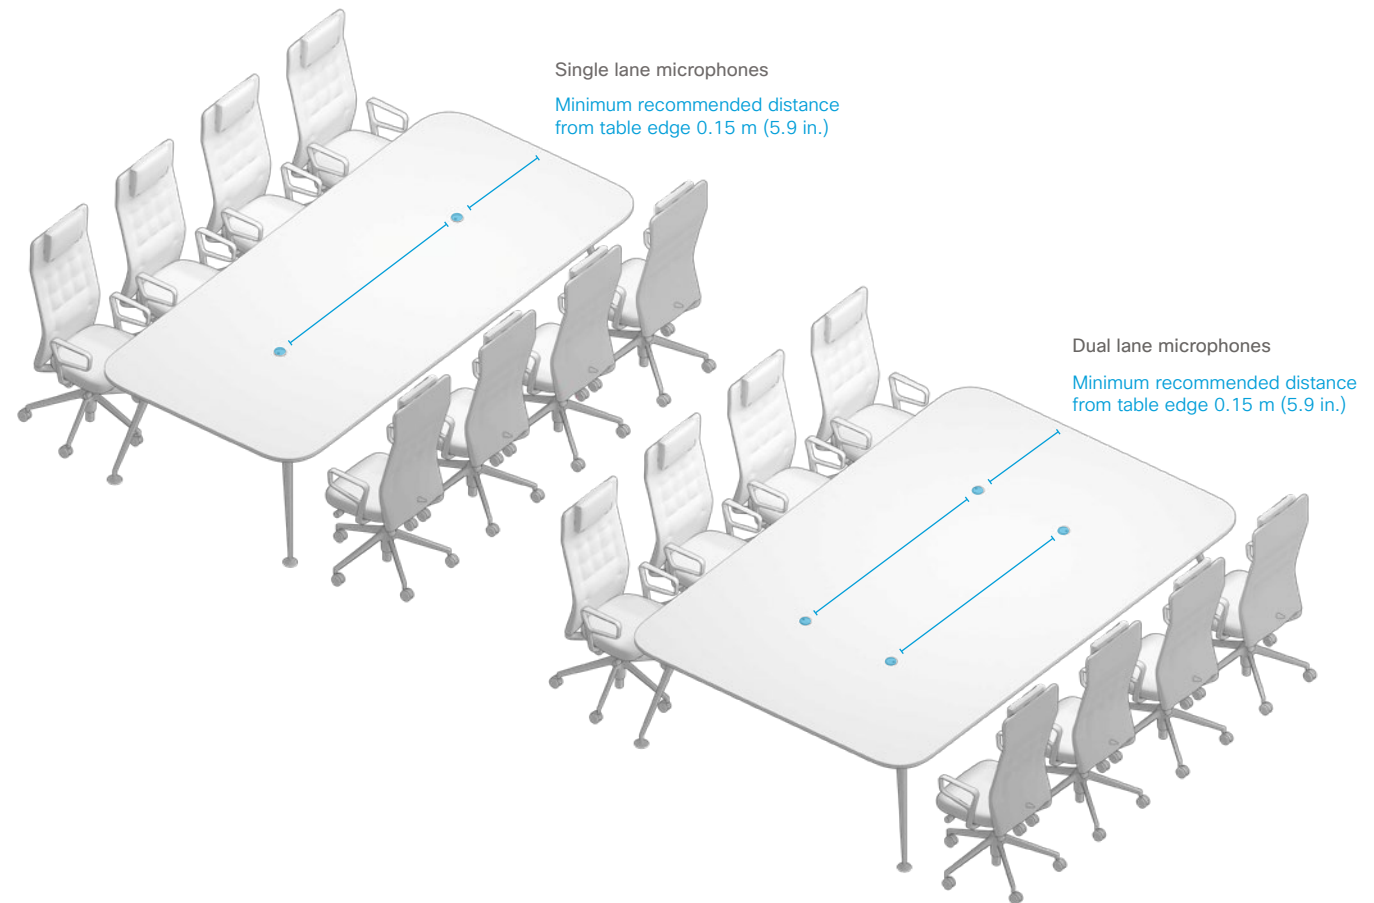 Single lane microphones
Minimum recommended distance
from table edge 0.15 m (5.9 in.)
Dual lane microphones
Minimum recommended distance
from table edge 0.15 m (5.9 in.)